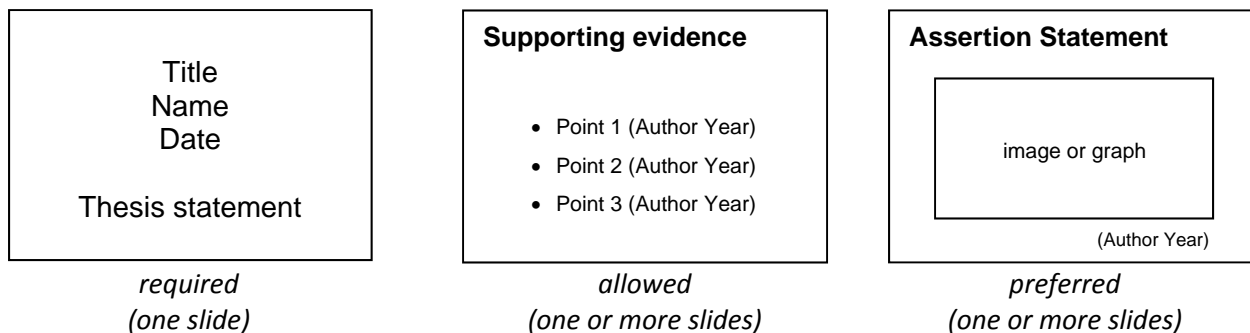 Title
Name
Date
Thesis statement
required
(one slide)
Supporting evidence
• Point 1 (Author Year)
• Point 2 (Author Year)
• Point 3 (Author Year)
allowed
(one or more slides)
Assertion Statement
image or graph
(Author Year)
preferred
(one or more slides)